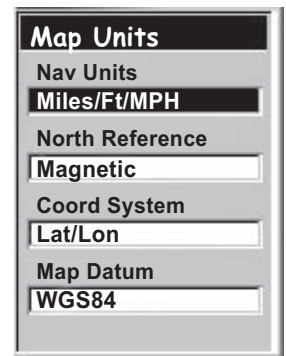 Map Units
Nav Units
Miles/Ft/MPH
North Reference
Magnetic
Coord System
Lat/Lon
Map Datum
WGS84